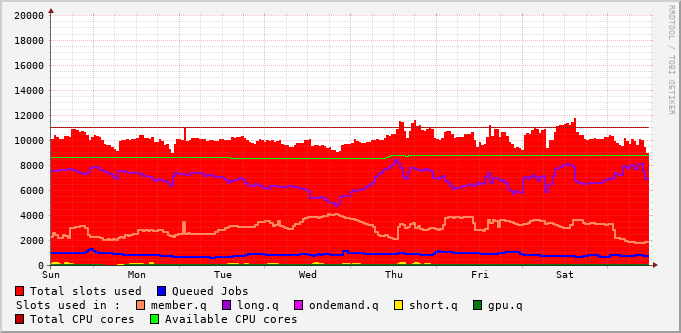 20000
18000
16000
14000
12000
10000
8000
6000
4000
2000
0
Sun Mon Tue Wed Thu Fri Sat
Total slots used Queued Jobs
Slots used in : member.q long.q ondemand.q short.q gpu.q
Total CPU cores Available CPU cores
RRDTOOL / TOBI OETIKER